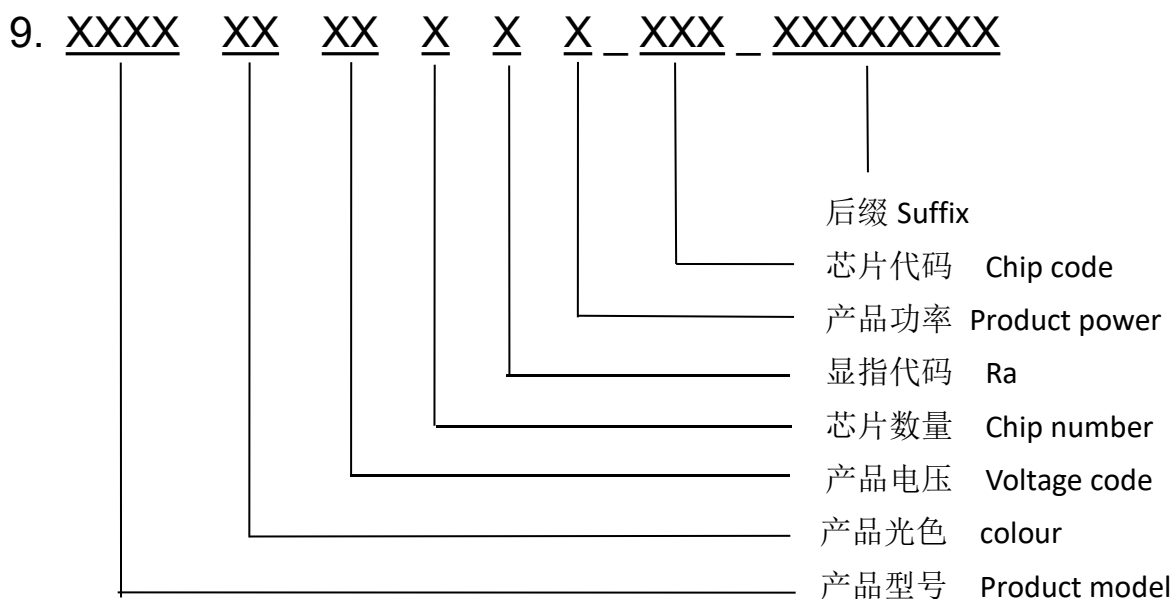 9. XXXX XX XX X X X _ XXX _ XXXXXXXX
后缀 Suffix
芯片代码 Chip code
产品功率 Product power
显指代码 Ra
芯片数量 Chip number
产品电压 Voltage code
产品光色 colour
产品型号 Product model